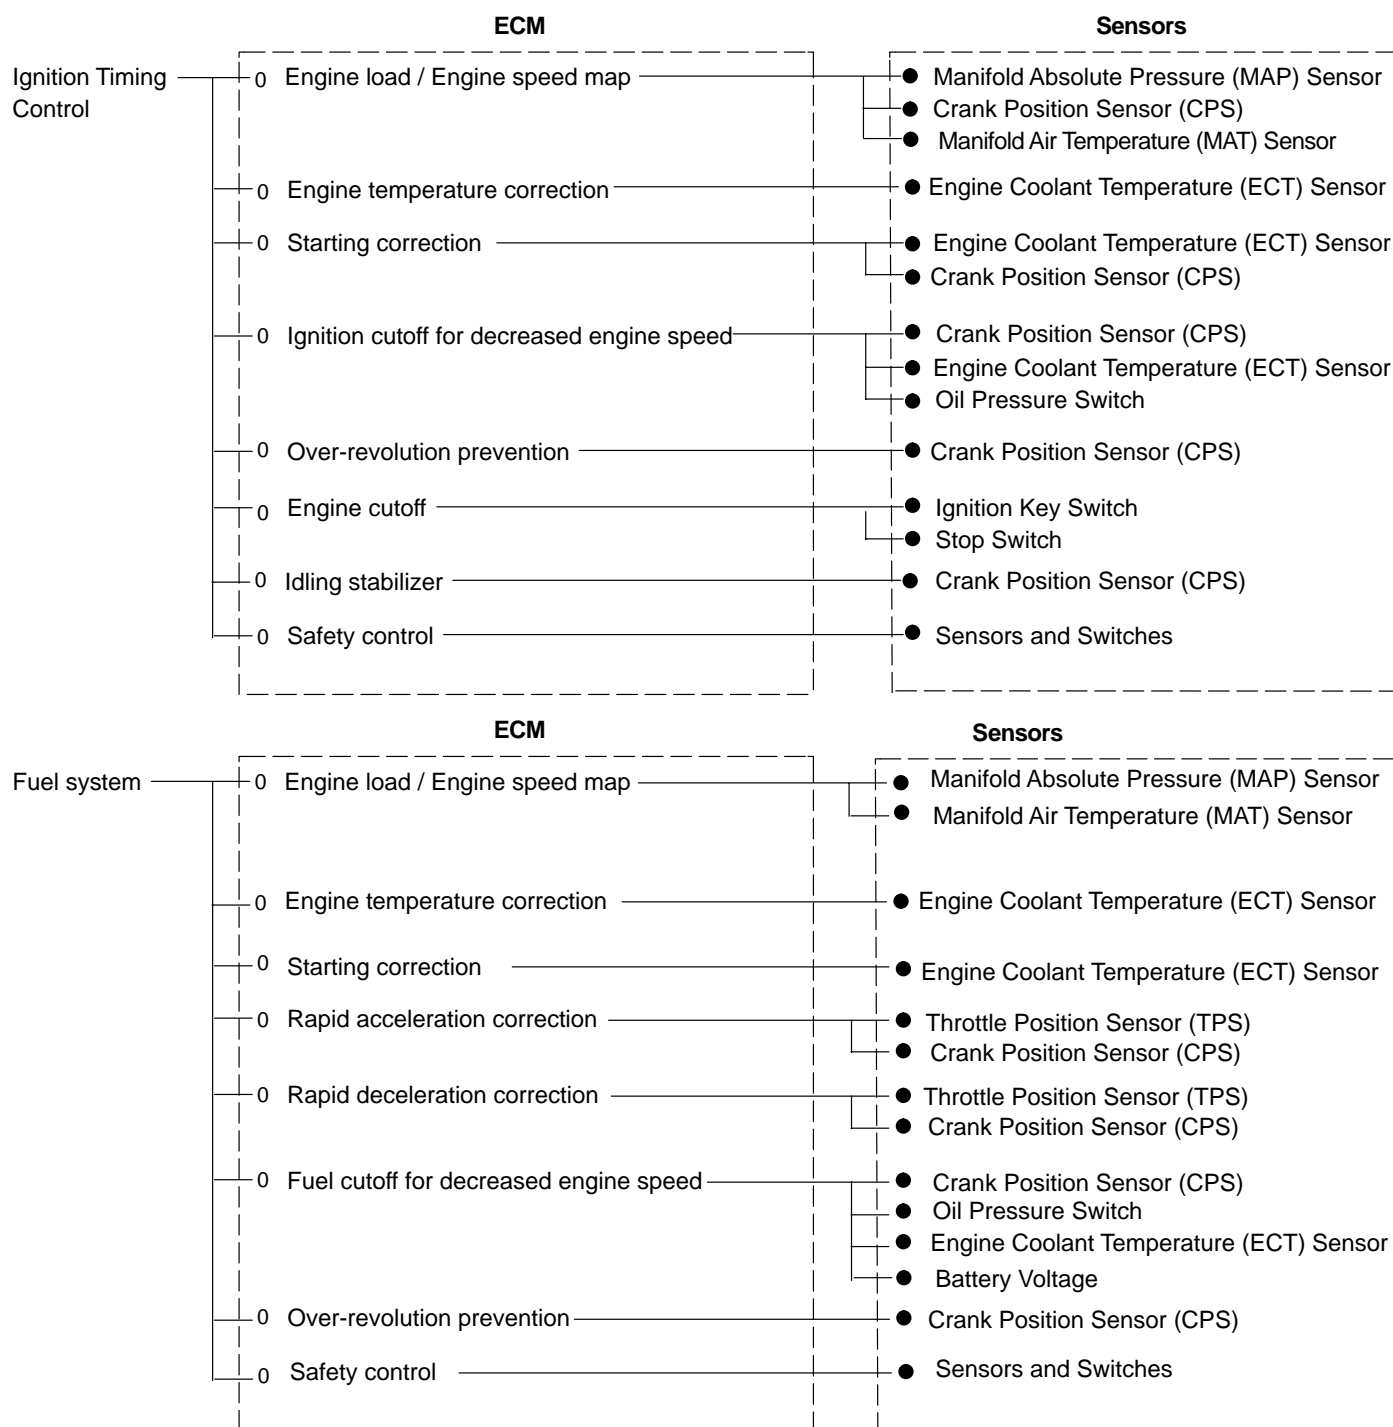 ECM Sensors
Ignition Timing 0 Engine load / Engine speed map Manifold Absolute Pressure (MAP) Sensor
Control Crank Position Sensor (CPS)
Manifold Air Temperature (MAT) Sensor
0 Engine temperature correction Engine Coolant Temperature (ECT) Sensor
0 Starting correction Engine Coolant Temperature (ECT) Sensor
Crank Position Sensor (CPS)
0 Ignition cutoff for decreased engine speed Crank Position Sensor (CPS)
Engine Coolant Temperature (ECT) Sensor
Oil Pressure Switch
0 Over-revolution prevention Crank Position Sensor (CPS)
0 Engine cutoff Ignition Key Switch
Stop Switch
0 Idling stabilizer Crank Position Sensor (CPS)
0 Safety control Sensors and Switches
ECM Sensors
Fuel system 0 Engine load / Engine speed map Manifold Absolute Pressure (MAP) Sensor
Manifold Air Temperature (MAT) Sensor
0 Engine temperature correction Engine Coolant Temperature (ECT) Sensor
0 Starting correction Engine Coolant Temperature (ECT) Sensor
0 Rapid acceleration correction Throttle Position Sensor (TPS)
Crank Position Sensor (CPS)
0 Rapid deceleration correction Throttle Position Sensor (TPS)
Crank Position Sensor (CPS)
0 Fuel cutoff for decreased engine speed Crank Position Sensor (CPS)
Oil Pressure Switch
Engine Coolant Temperature (ECT) Sensor
Battery Voltage
0 Over-revolution prevention Crank Position Sensor (CPS)
0 Safety control Sensors and Switches